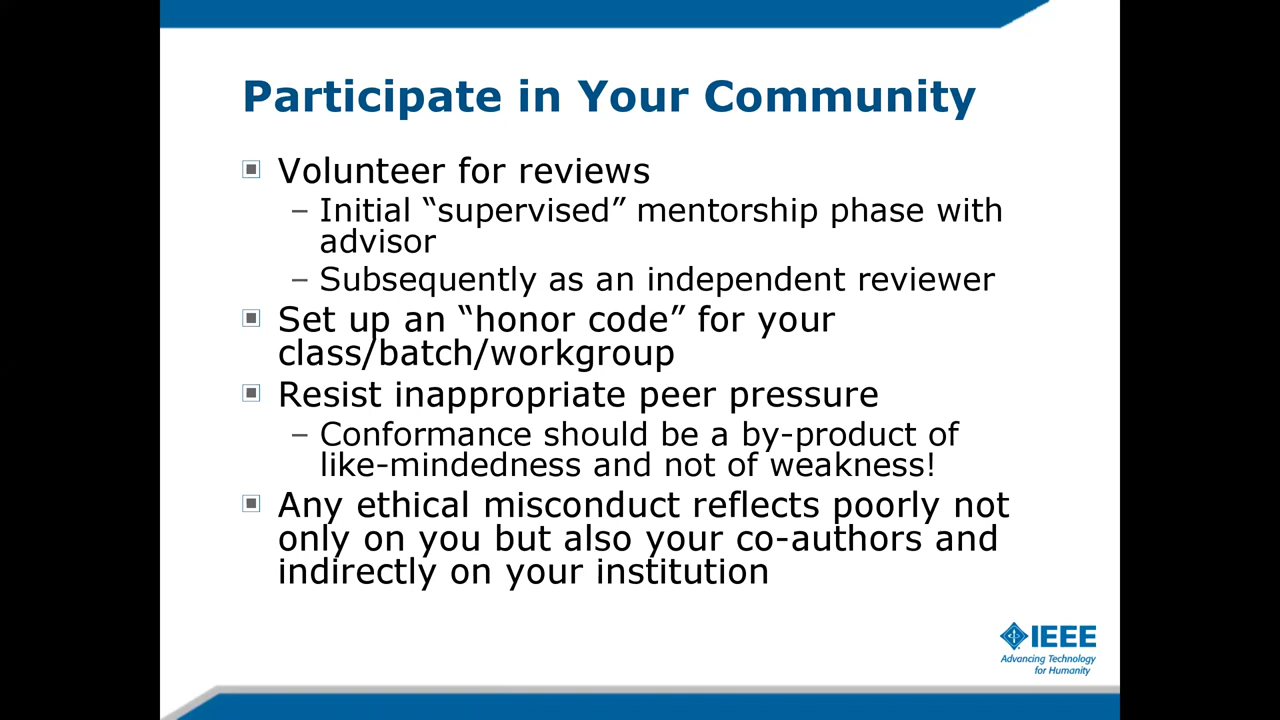 Participate in Your Community
Volunteer for reviews
– Initial “supervised” mentorship phase with
advisor
– Subsequently as an independent reviewer
Set up an “honor code” for your
class/batch/workgroup
Resist inappropriate peer pressure
– Conformance should be a by-product of
like-mindedness and not of weakness!
Any ethical misconduct reflects poorly not
only on you but also your co-authors and
indirectly on your institution
IEEE
Advancing Technology
for Humanity